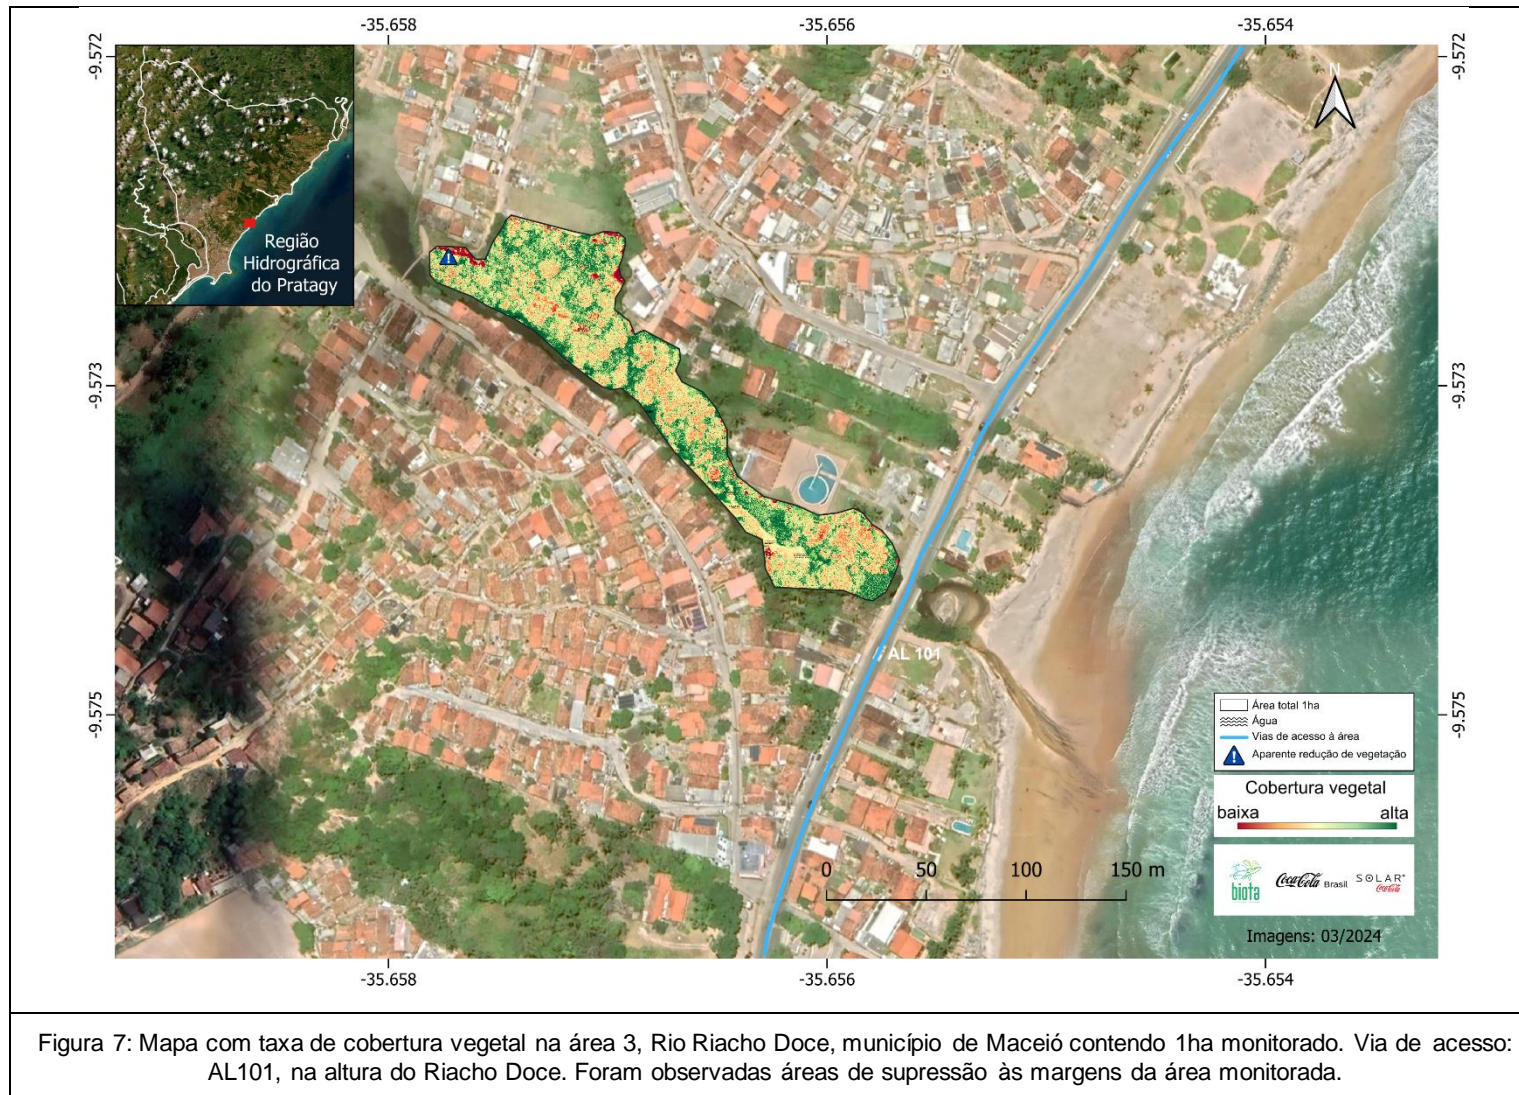 -35.658
-35.656
-35.654
-9.572
-9.572
N
Região
Hidrográfica
do Pratagy
-9.573
-9.573
AL 101
-9.575
-9.575
Área total 1ha
Água
Vias de acesso à área
Aparente redução de vegetação
Cobertura vegetal
baixa alta
0 50 100 150 m
biota Coca-Cola Brasil SOLAR Coca-Cola
Imagens: 03/2024
-35.658
-35.656
-35.654
Figura 7: Mapa com taxa de cobertura vegetal na área 3, Rio Riacho Doce, município de Maceió contendo 1ha monitorado. Via de acesso:
AL101, na altura do Riacho Doce. Foram observadas áreas de supressão às margens da área monitorada.